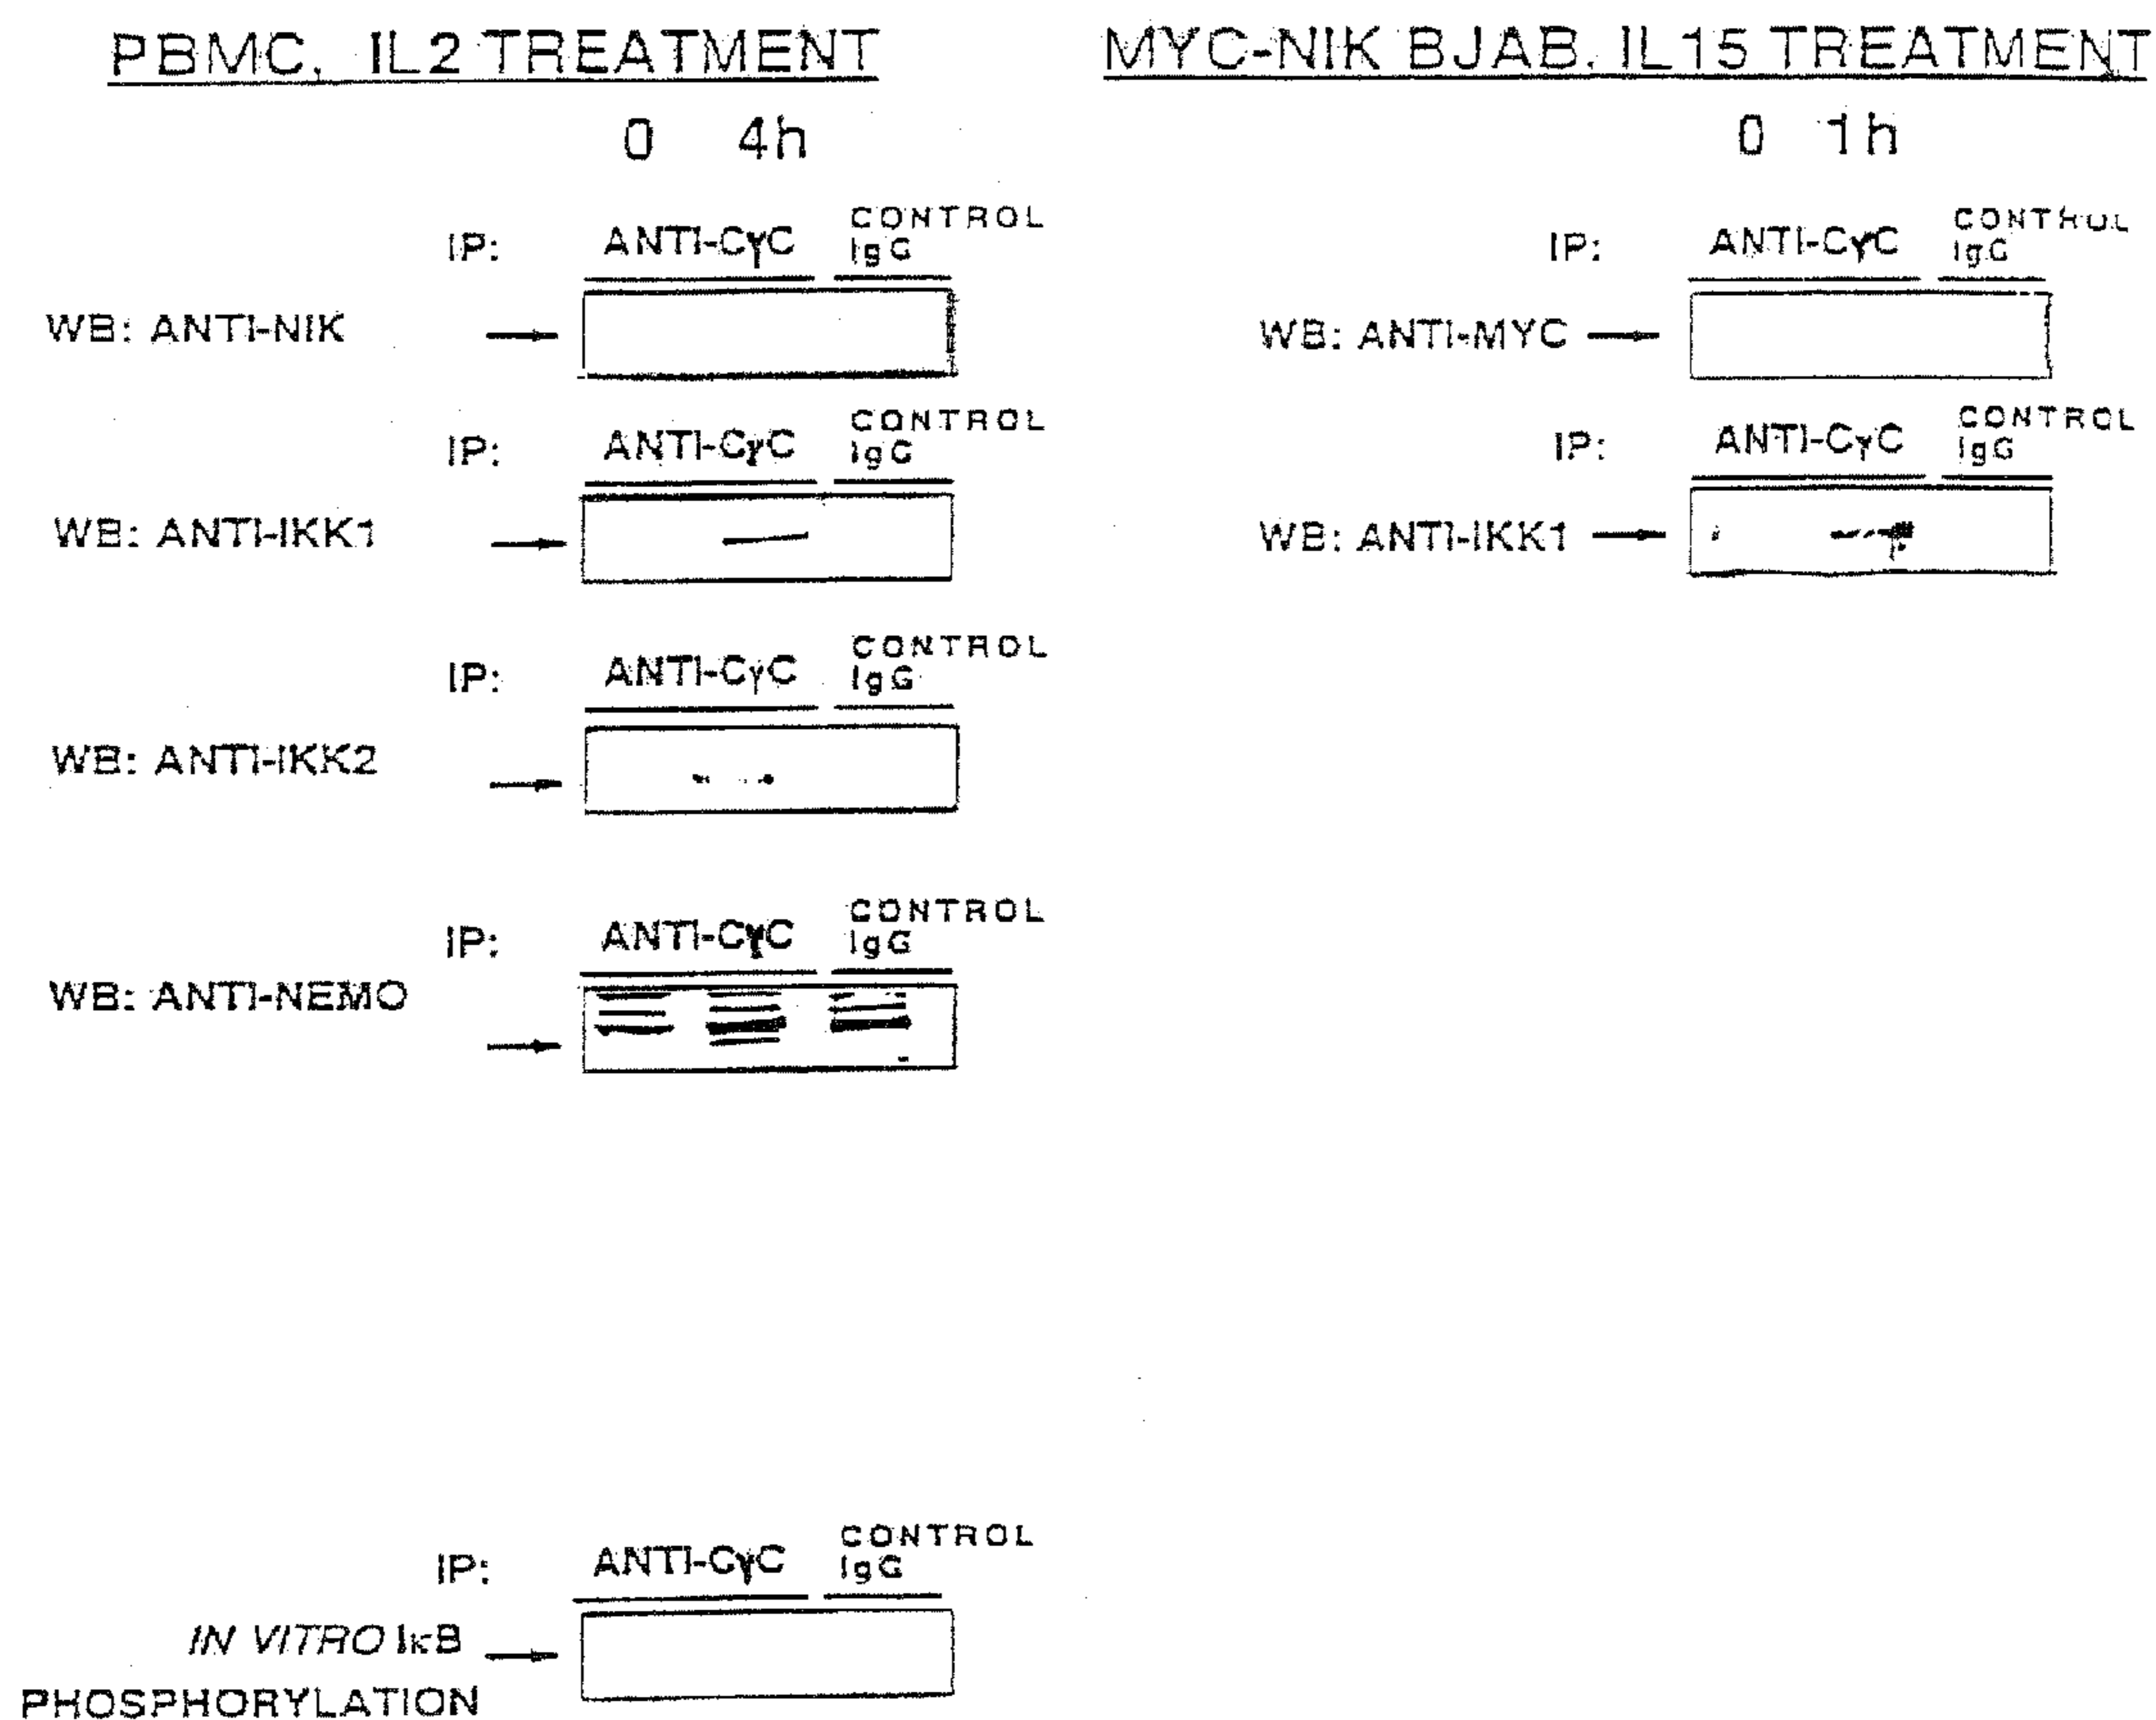 PBMC, IL2 TREATMENT
0 4h
IP: ANTI-CγC CONTROL IgG
WB: ANTI-NIK
IP: ANTI-CγC CONTROL IgG
WB: ANTI-IKK1
IP: ANTI-CγC CONTROL IgG
WB: ANTI-IKK2
IP: ANTI-CγC CONTROL IgG
WB: ANTI-NEMO
IP: ANTI-CγC CONTROL IgG
IN VITRO IκB
PHOSPHORYLATION
MYC-NIK BJAB, IL15 TREATMENT
0 1h
IP: ANTI-CγC CONTROL IgG
WB: ANTI-MYC
IP: ANTI-CγC CONTROL IgG
WB: ANTI-IKK1